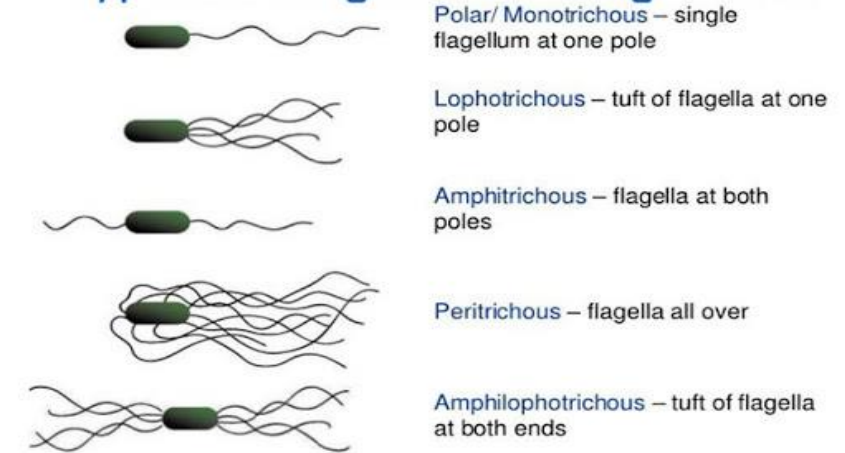 Polar/ Monotrichous – single
flagellum at one pole
Lophotrichous – tuft of flagella at one
pole
Amphitrichous – flagella at both
poles
Peritrichous – flagella all over
Amphilophotrichous – tuft of flagella
at both ends